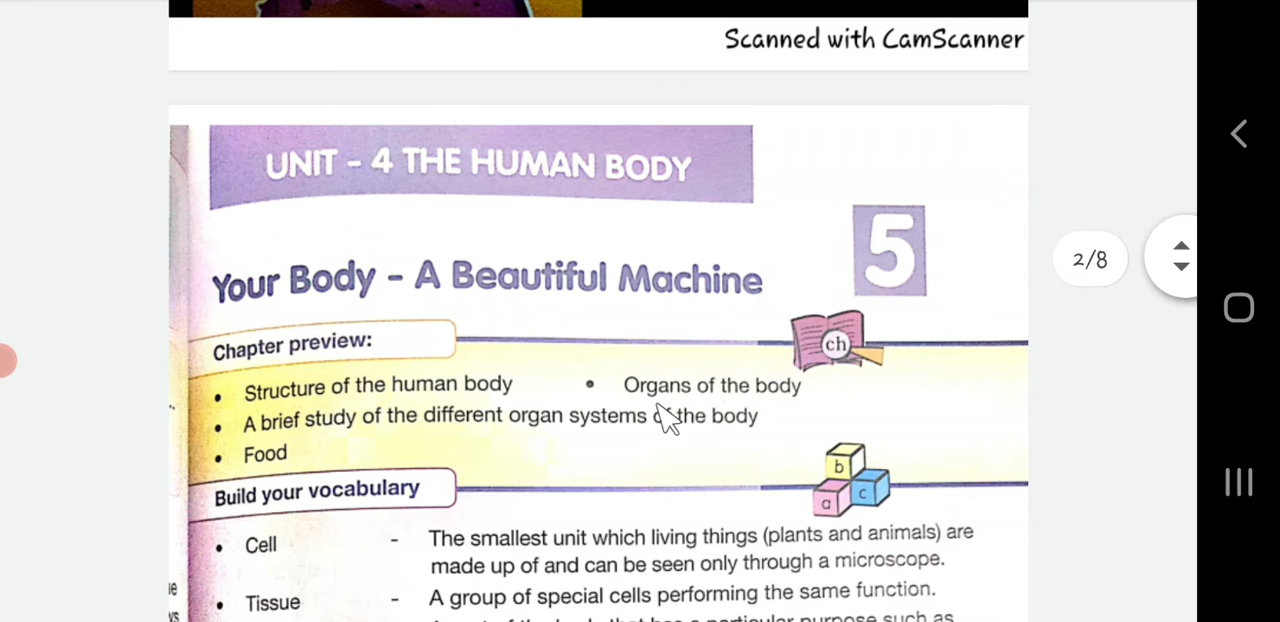 Scanned with CamScanner
UNIT - 4 THE HUMAN BODY
5
Your Body - A Beautiful Machine
2/8
Chapter preview:
ch
• Structure of the human body • Organs of the body
• A brief study of the different organ systems of the body
• Food
Build your vocabulary
b
a c
• Cell - The smallest unit which living things (plants and animals) are
made up of and can be seen only through a microscope.
• Tissue - A group of special cells performing the same function.